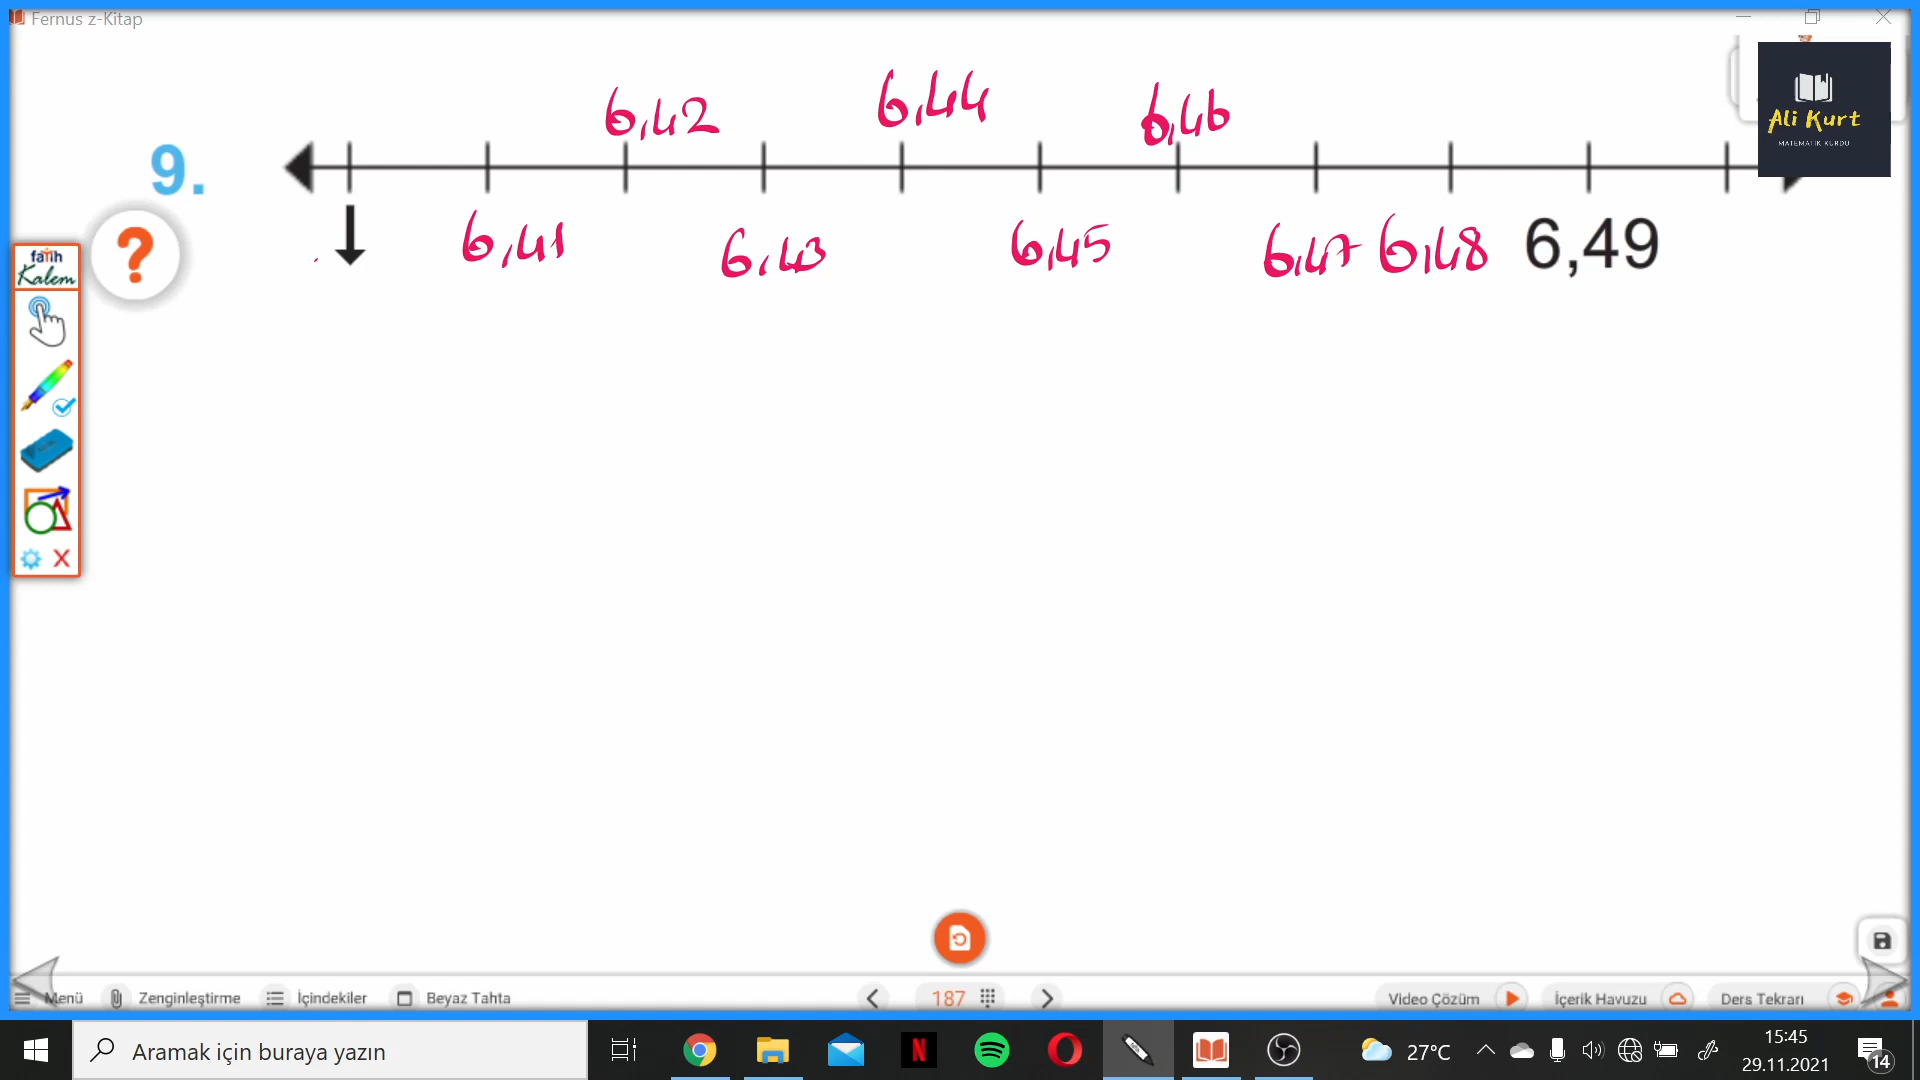 Fernus z-Kitap
Ali Kurt
MATEMATİK KURDU
6,42
6,44
6,46
9.
6,41
6,43
6,45
6,47
6,48
6,49
?
fatih
Kalem
Menü
Zenginleştirme
İçindekiler
Beyaz Tahta
187
Video Çözüm
İçerik Havuzu
Ders Tekrarı
Aramak için buraya yazın
27°C
15:45
29.11.2021
14